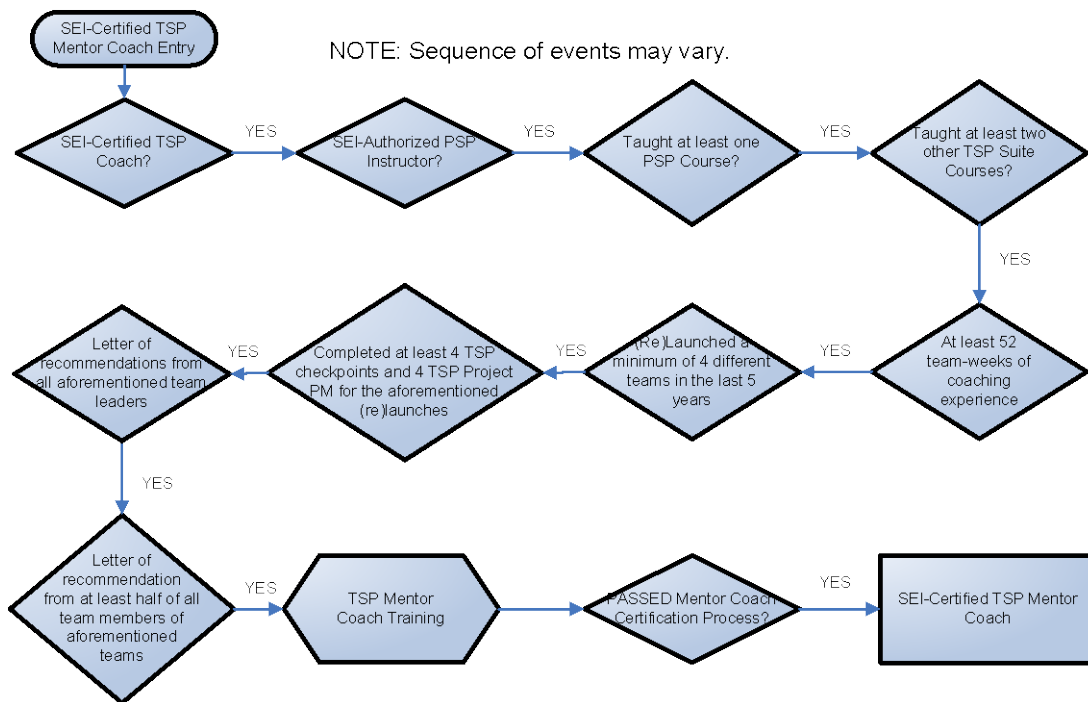 SEI-Certified TSP
Mentor Coach Entry
NOTE: Sequence of events may vary.
SEI-Certified TSP
Coach?
YES
SEI-Authorized PSP
Instructor?
YES
Taught at least one
PSP Course?
YES
Taught at least two
other TSP Suite
Courses?
YES
At least 52
team-weeks of
coaching
experience
YES
(Re)Launched a
minimum of 4 different
teams in the last 5
years
YES
Completed at least 4 TSP
checkpoints and 4 TSP Project
PM for the aforementioned
(re)launches
YES
Letter of
recommendations from
all aforementioned team
leaders
YES
Letter of
recommendation
from at least half of all
team members of
aforementioned
teams
YES
TSP Mentor
Coach Training
PASSED Mentor Coach
Certification Process?
YES
SEI-Certified TSP Mentor
Coach